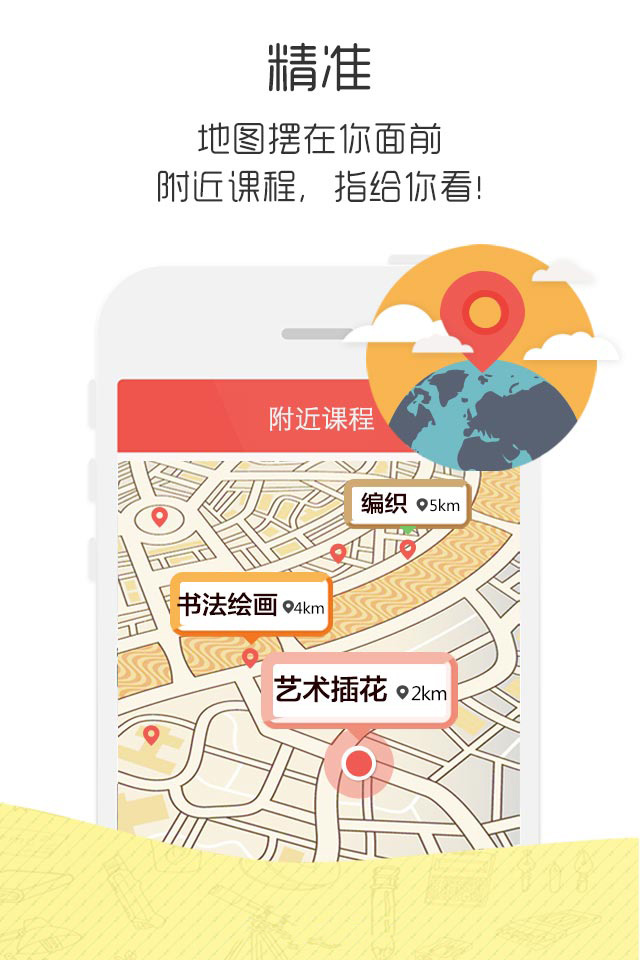 精准
地图摆在你面前
附近课程，指给你看!
附近课程
编织 5km
书法绘画 4km
艺术插花 2km